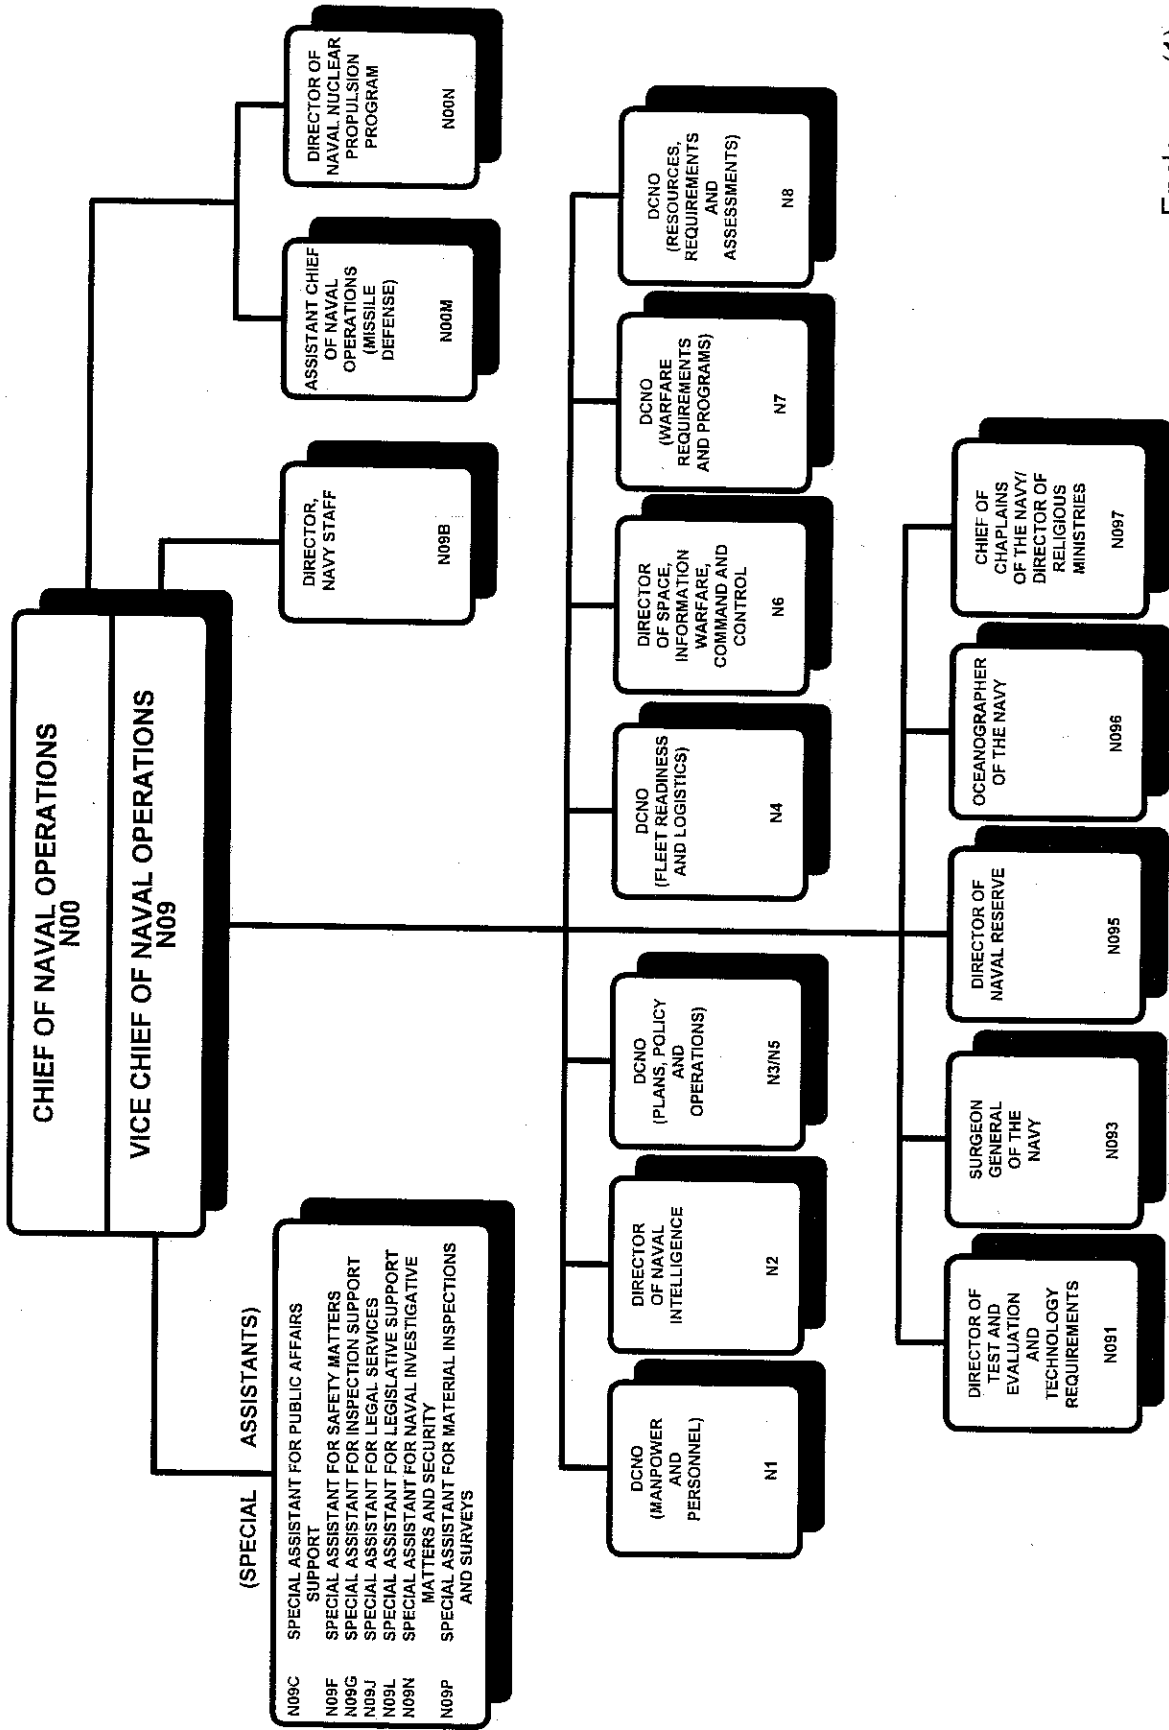 CHIEF OF NAVAL OPERATIONS
N00
VICE CHIEF OF NAVAL OPERATIONS
N09
(SPECIAL ASSISTANTS)
N09C SPECIAL ASSISTANT FOR PUBLIC AFFAIRS
SUPPORT
N09F SPECIAL ASSISTANT FOR SAFETY MATTERS
N09G SPECIAL ASSISTANT FOR INSPECTION SUPPORT
N09J SPECIAL ASSISTANT FOR LEGAL SERVICES
N09L SPECIAL ASSISTANT FOR LEGISLATIVE SUPPORT
N09N SPECIAL ASSISTANT FOR NAVAL INVESTIGATIVE
MATTERS AND SECURITY
N09P SPECIAL ASSISTANT FOR MATERIAL INSPECTIONS
AND SURVEYS
DIRECTOR,
NAVY STAFF
N09B
ASSISTANT CHIEF
OF NAVAL
OPERATIONS
(MISSILE
DEFENSE)
N00M
DIRECTOR OF
NAVAL NUCLEAR
PROPULSION
PROGRAM
N00N
DCNO
(MANPOWER
AND
PERSONNEL)
N1
DIRECTOR
OF NAVAL
INTELLIGENCE
N2
DCNO
(PLANS, POLICY
AND
OPERATIONS)
N3/N5
DCNO
(FLEET READINESS
AND LOGISTICS)
N4
DIRECTOR
OF SPACE,
INFORMATION
WARFARE,
COMMAND AND
CONTROL
N6
DCNO
(WARFARE
REQUIREMENTS
AND PROGRAMS)
N7
DCNO
(RESOURCES,
REQUIREMENTS
AND
ASSESSMENTS)
N8
DIRECTOR OF
TEST AND
EVALUATION
AND
TECHNOLOGY
REQUIREMENTS
N091
SURGEON
GENERAL
OF THE
NAVY
N093
DIRECTOR OF
NAVAL RESERVE
N095
OCEANOGRAPHER
OF THE NAVY
N096
CHIEF OF
CHAPLAINS
OF THE NAVY/
DIRECTOR OF
RELIGIOUS
MINISTRIES
N097